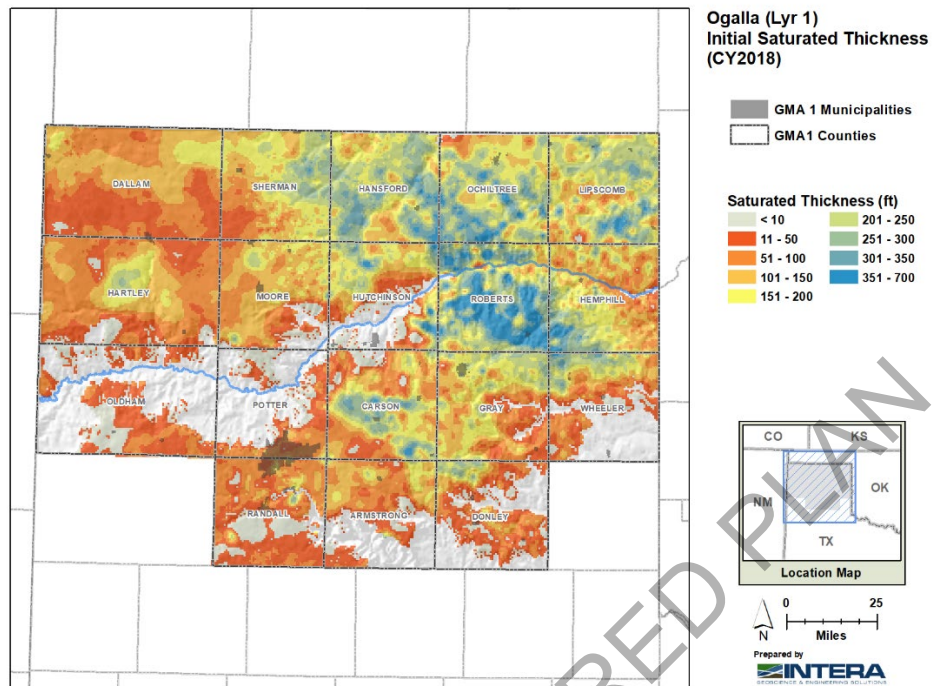 Ogalla (Lyr 1)
Initial Saturated Thickness
(CY2018)
GMA 1 Municipalities
GMA1 Counties
Saturated Thickness (ft)
< 10
11 - 50
51 - 100
101 - 150
151 - 200
201 - 250
251 - 300
301 - 350
351 - 700
DALLAM
SHERMAN
HANSFORD
OCHILTREE
LIPSCOMB
HARTLEY
MOORE
HUTCHINSON
ROBERTS
HEMPHILL
OLDHAM
POTTER
CARSON
GRAY
WHEELER
RANDALL
ARMSTRONG
DONLEY
CO
KS
NM
OK
TX
Location Map
N
0 25
Miles
Prepared by
INTERA
GEOSCIENCE & ENGINEERING SOLUTIONS
RED PLAN